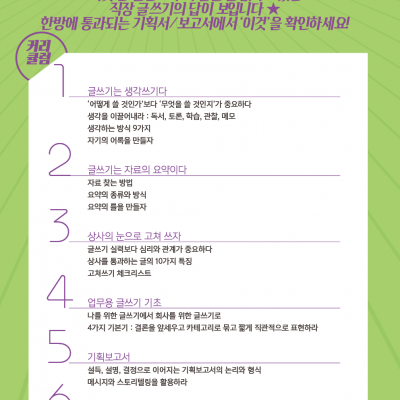 직장 글쓰기의 답이 보입니다 ★
한방에 통과되는 기획서/보고서에서 '이것'을 확인하세요!
커리
큘럼
1
글쓰기는 생각쓰기다
'어떻게 쓸 것인가'보다 '무엇을 쓸 것인지'가 중요하다
생각을 이끌어내라 : 독서, 토론, 학습, 관찰, 메모
생각하는 방식 9가지
자기의 어록을 만들자
2
글쓰기는 자료의 요약이다
자료 찾는 방법
요약의 종류와 방식
요약의 틀을 만들자
3
상사의 눈으로 고쳐 쓰자
글쓰기 실력보다 심리와 관계가 중요하다
상사를 통과하는 글의 10가지 특징
고쳐쓰기 체크리스트
4
업무용 글쓰기 기초
나를 위한 글쓰기에서 회사를 위한 글쓰기로
4가지 기본기 : 결론을 앞세우고 카테고리로 묶고 짧게 직관적으로 표현하라
5
기획보고서
설득, 설명, 결정으로 이어지는 기획보고서의 논리와 형식
메시지와 스토리텔링을 활용하라